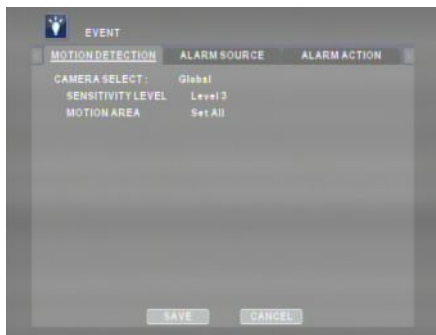 EVENT
MOTION DETECTION ALARM SOURCE ALARM ACTION
CAMERA SELECT: Global
SENSITIVITY LEVEL Level 3
MOTION AREA Set All
SAVE CANCEL